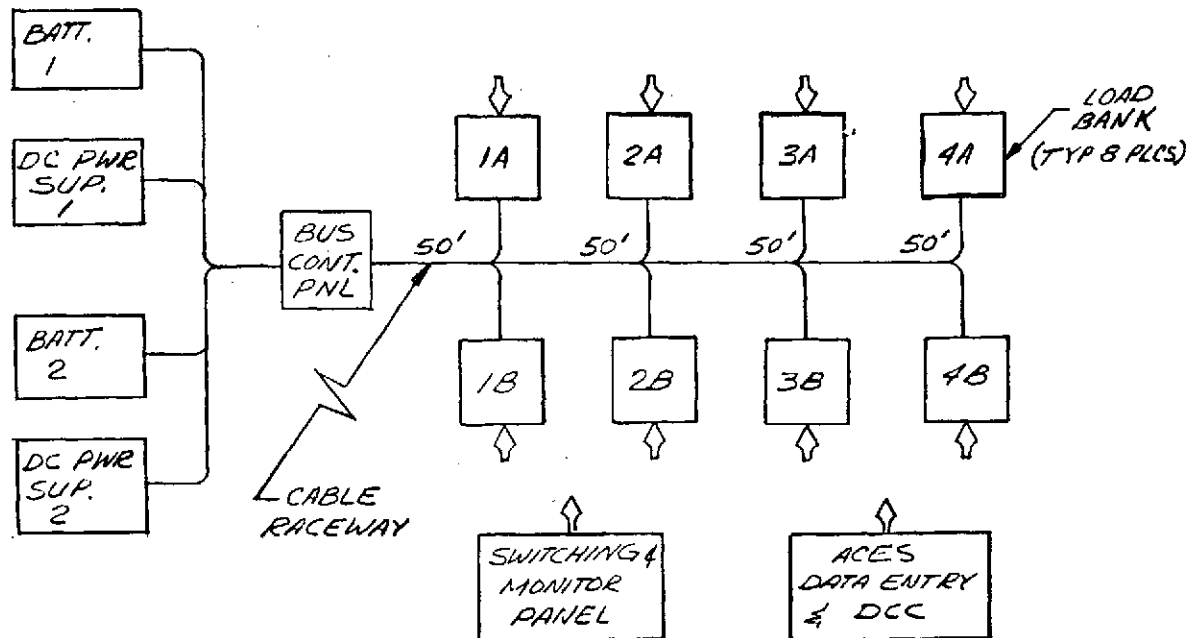 BATT.
1
DC PWR
SUP.
1
BATT.
2
DC PWR
SUP.
2
BUS
CONT.
PNL
50'
50'
50'
50'
1A
2A
3A
4A
LOAD
BANK
(TYP 8 PLCS)
1B
2B
3B
4B
CABLE
RACEWAY
SWITCHING &
MONITOR
PANEL
ACES
DATA ENTRY
& DCC